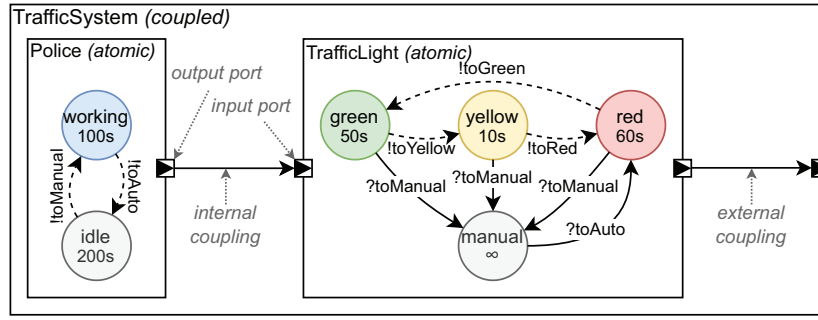 TrafficSystem (coupled)
Police (atomic)
output port
input port
working
100s
!toManual
!toAuto
idle
200s
internal
coupling
TrafficLight (atomic)
!toGreen
green
50s
!toYellow
yellow
10s
!toRed
red
60s
?toManual
?toManual
?toManual
manual
∞
?toAuto
external
coupling